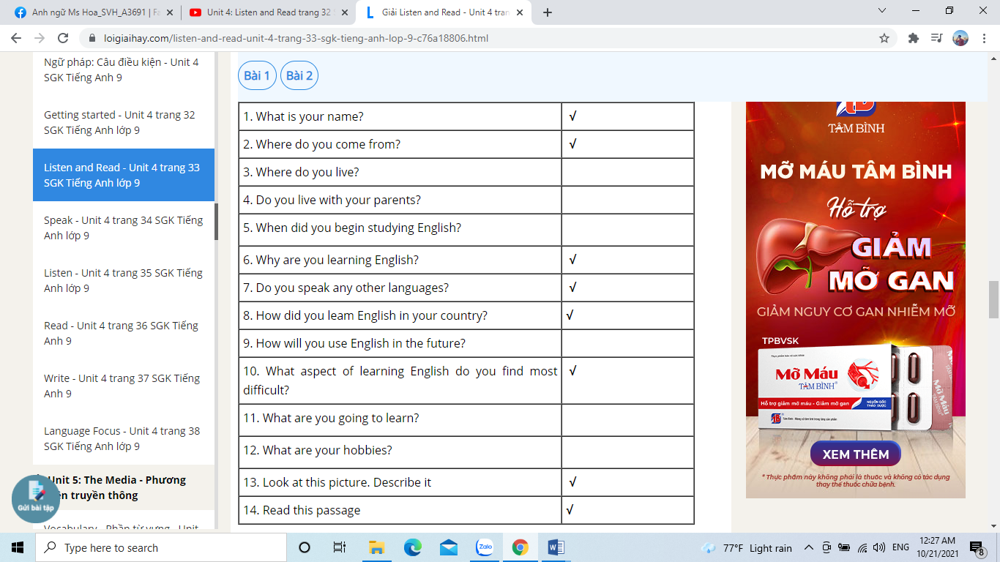 Anh ngữ Ms Hoa_SVH_A3691 | Fa
Unit 4: Listen and Read trang 32
Giải Listen and Read - Unit 4 tran
loigiaihay.com/listen-and-read-unit-4-trang-33-sgk-tieng-anh-lop-9-c76a18806.html
Ngữ pháp: Câu điều kiện - Unit 4
SGK Tiếng Anh 9
Getting started - Unit 4 trang 32
SGK Tiếng Anh lớp 9
Listen and Read - Unit 4 trang 33
SGK Tiếng Anh lớp 9
Speak - Unit 4 trang 34 SGK Tiếng
Anh lớp 9
Listen - Unit 4 trang 35 SGK Tiếng
Anh lớp 9
Read - Unit 4 trang 36 SGK Tiếng
Anh 9
Write - Unit 4 trang 37 SGK Tiếng
Anh 9
Language Focus - Unit 4 trang 38
SGK Tiếng Anh lớp 9
Unit 5: The Media - Phương
truyền thông
Gửi bài tập
Vocabulary - Phần từ vựng - Unit
Bài 1 Bài 2
1. What is your name? √
2. Where do you come from? √
3. Where do you live?
4. Do you live with your parents?
5. When did you begin studying English?
6. Why are you learning English? √
7. Do you speak any other languages? √
8. How did you leam English in your country? √
9. How will you use English in the future?
10. What aspect of learning English do you find most √
difficult?
11. What are you going to learn?
12. What are your hobbies?
13. Look at this picture. Describe it √
14. Read this passage √
TÂM BÌNH
MỠ MÁU TÂM BÌNH
Hỗ trợ
GIẢM
MỠ GAN
GIẢM NGUY CƠ GAN NHIỄM MỠ
TPBVSK
Mỡ Máu
TÂM BÌNH
Hỗ trợ giảm mỡ máu - Giảm mỡ gan
NGUỒN GỐC
THẢO DƯỢC
XEM THÊM
* Thực phẩm này không phải là thuốc và không có tác dụng
thay thế thuốc chữa bệnh.
Type here to search
Zalo
77°F Light rain
ENG
12:27 AM
10/21/2021
8